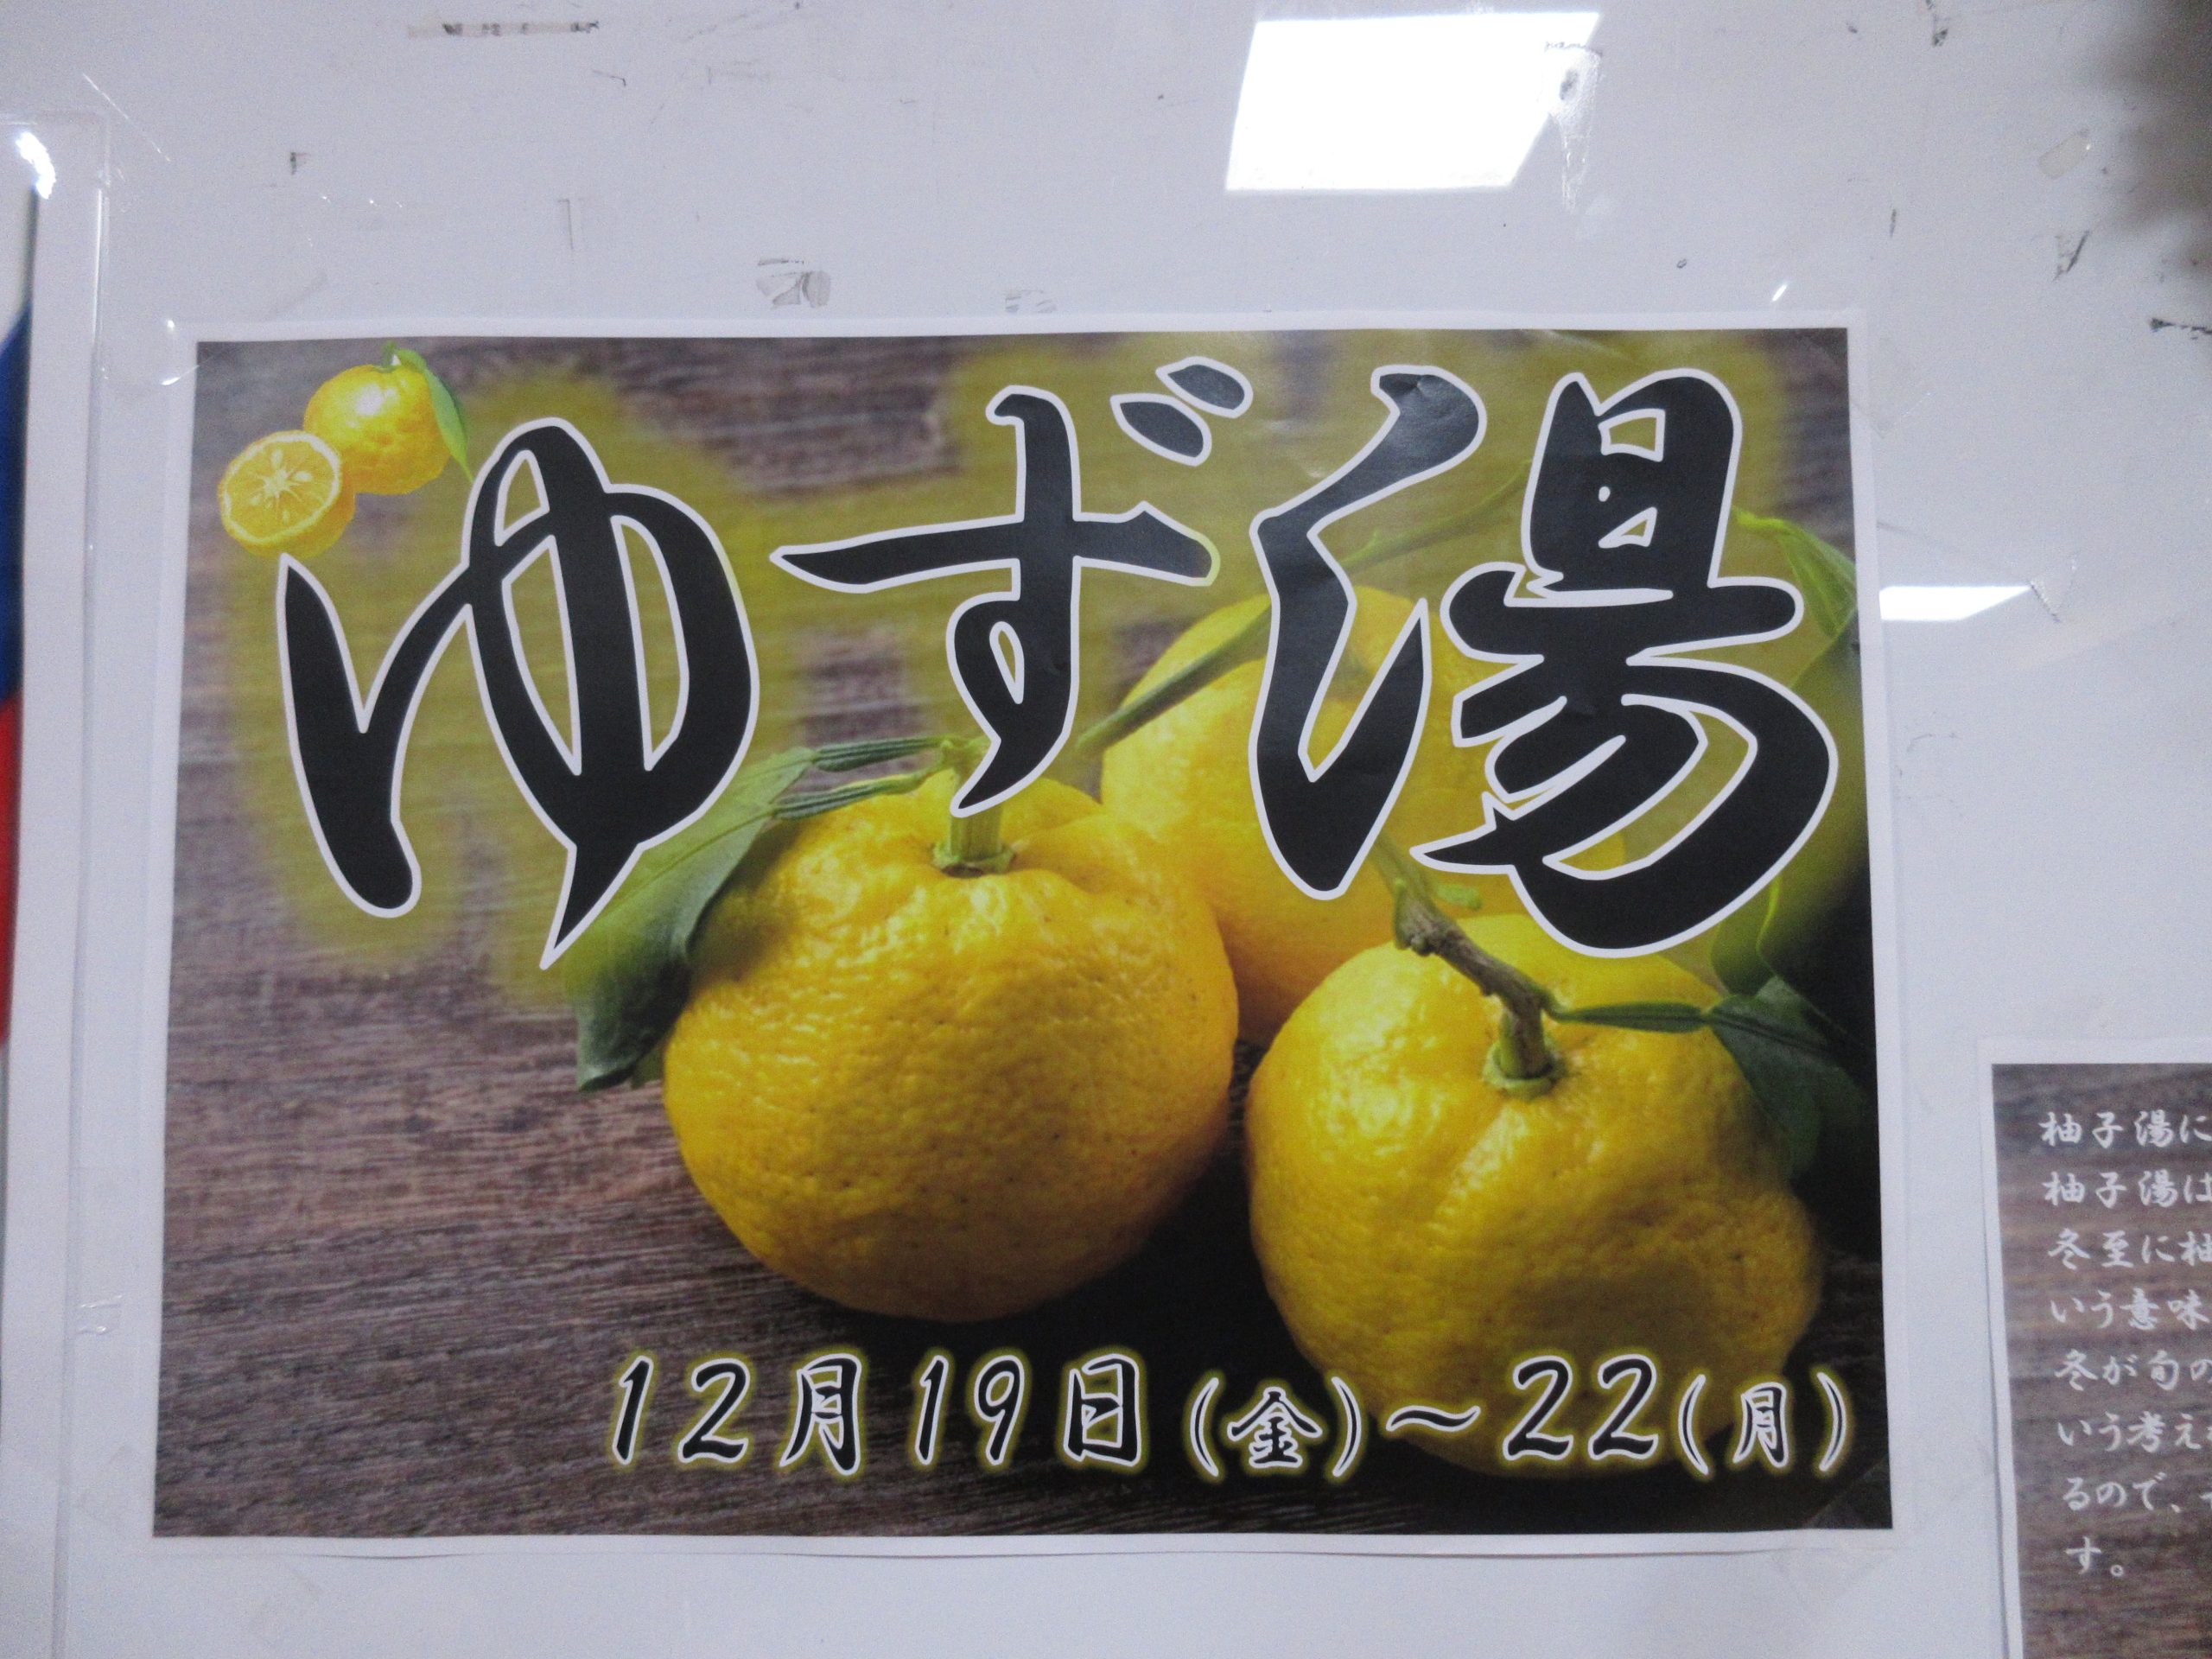 ゆず湯
12月19日(金)～22(月)
柚子湯に
柚子湯は
冬至に柚
いう意味
冬が旬の
いう考え
るので、
す。